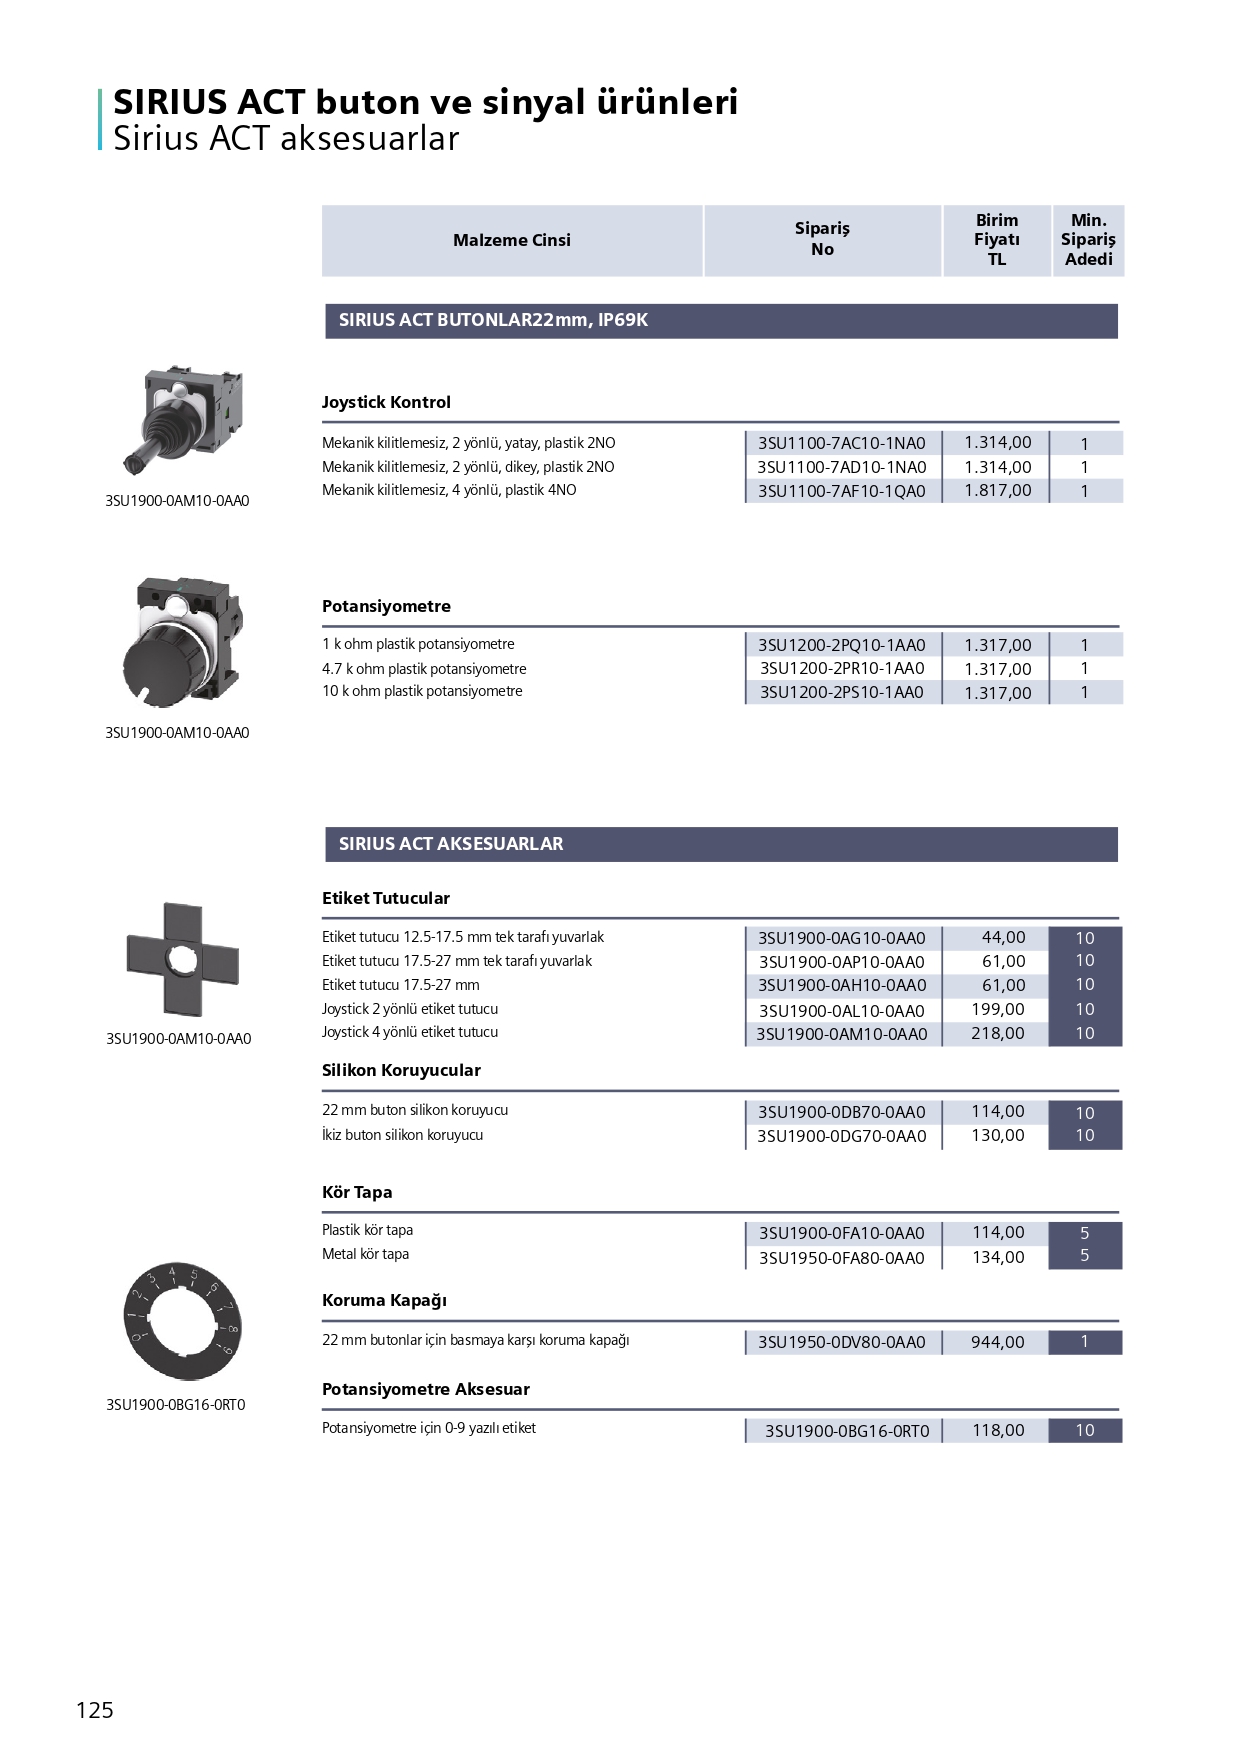 SIRIUS ACT buton ve sinyal ürünleri
Sirius ACT aksesuarlar
Malzeme Cinsi
Sipariş
No
Birim
Fiyatı
TL
Min.
Sipariş
Adedi
SIRIUS ACT BUTONLAR22mm, IP69K
3SU1900-0AM10-0AA0
Joystick Kontrol
Mekanik kilitlemesiz, 2 yönlü, yatay, plastik 2NO 3SU1100-7AC10-1NA0 1.314,00 1
Mekanik kilitlemesiz, 2 yönlü, dikey, plastik 2NO 3SU1100-7AD10-1NA0 1.314,00 1
Mekanik kilitlemesiz, 4 yönlü, plastik 4NO 3SU1100-7AF10-1QA0 1.817,00 1
3SU1900-0AM10-0AA0
Potansiyometre
1 k ohm plastik potansiyometre 3SU1200-2PQ10-1AA0 1.317,00 1
4.7 k ohm plastik potansiyometre 3SU1200-2PR10-1AA0 1.317,00 1
10 k ohm plastik potansiyometre 3SU1200-2PS10-1AA0 1.317,00 1
SIRIUS ACT AKSESUARLAR
3SU1900-0AM10-0AA0
Etiket Tutucular
Etiket tutucu 12.5-17.5 mm tek tarafı yuvarlak 3SU1900-0AG10-0AA0 44,00 10
Etiket tutucu 17.5-27 mm tek tarafı yuvarlak 3SU1900-0AP10-0AA0 61,00 10
Etiket tutucu 17.5-27 mm 3SU1900-0AH10-0AA0 61,00 10
Joystick 2 yönlü etiket tutucu 3SU1900-0AL10-0AA0 199,00 10
Joystick 4 yönlü etiket tutucu 3SU1900-0AM10-0AA0 218,00 10
Silikon Koruyucular
22 mm buton silikon koruyucu 3SU1900-0DB70-0AA0 114,00 10
İkiz buton silikon koruyucu 3SU1900-0DG70-0AA0 130,00 10
Kör Tapa
Plastik kör tapa 3SU1900-0FA10-0AA0 114,00 5
Metal kör tapa 3SU1950-0FA80-0AA0 134,00 5
0 1 2 3 4 5 6 7 8 9
3SU1900-0BG16-0RT0
Koruma Kapağı
22 mm butonlar için basmaya karşı koruma kapağı 3SU1950-0DV80-0AA0 944,00 1
Potansiyometre Aksesuar
Potansiyometre için 0-9 yazılı etiket 3SU1900-0BG16-0RT0 118,00 10
125